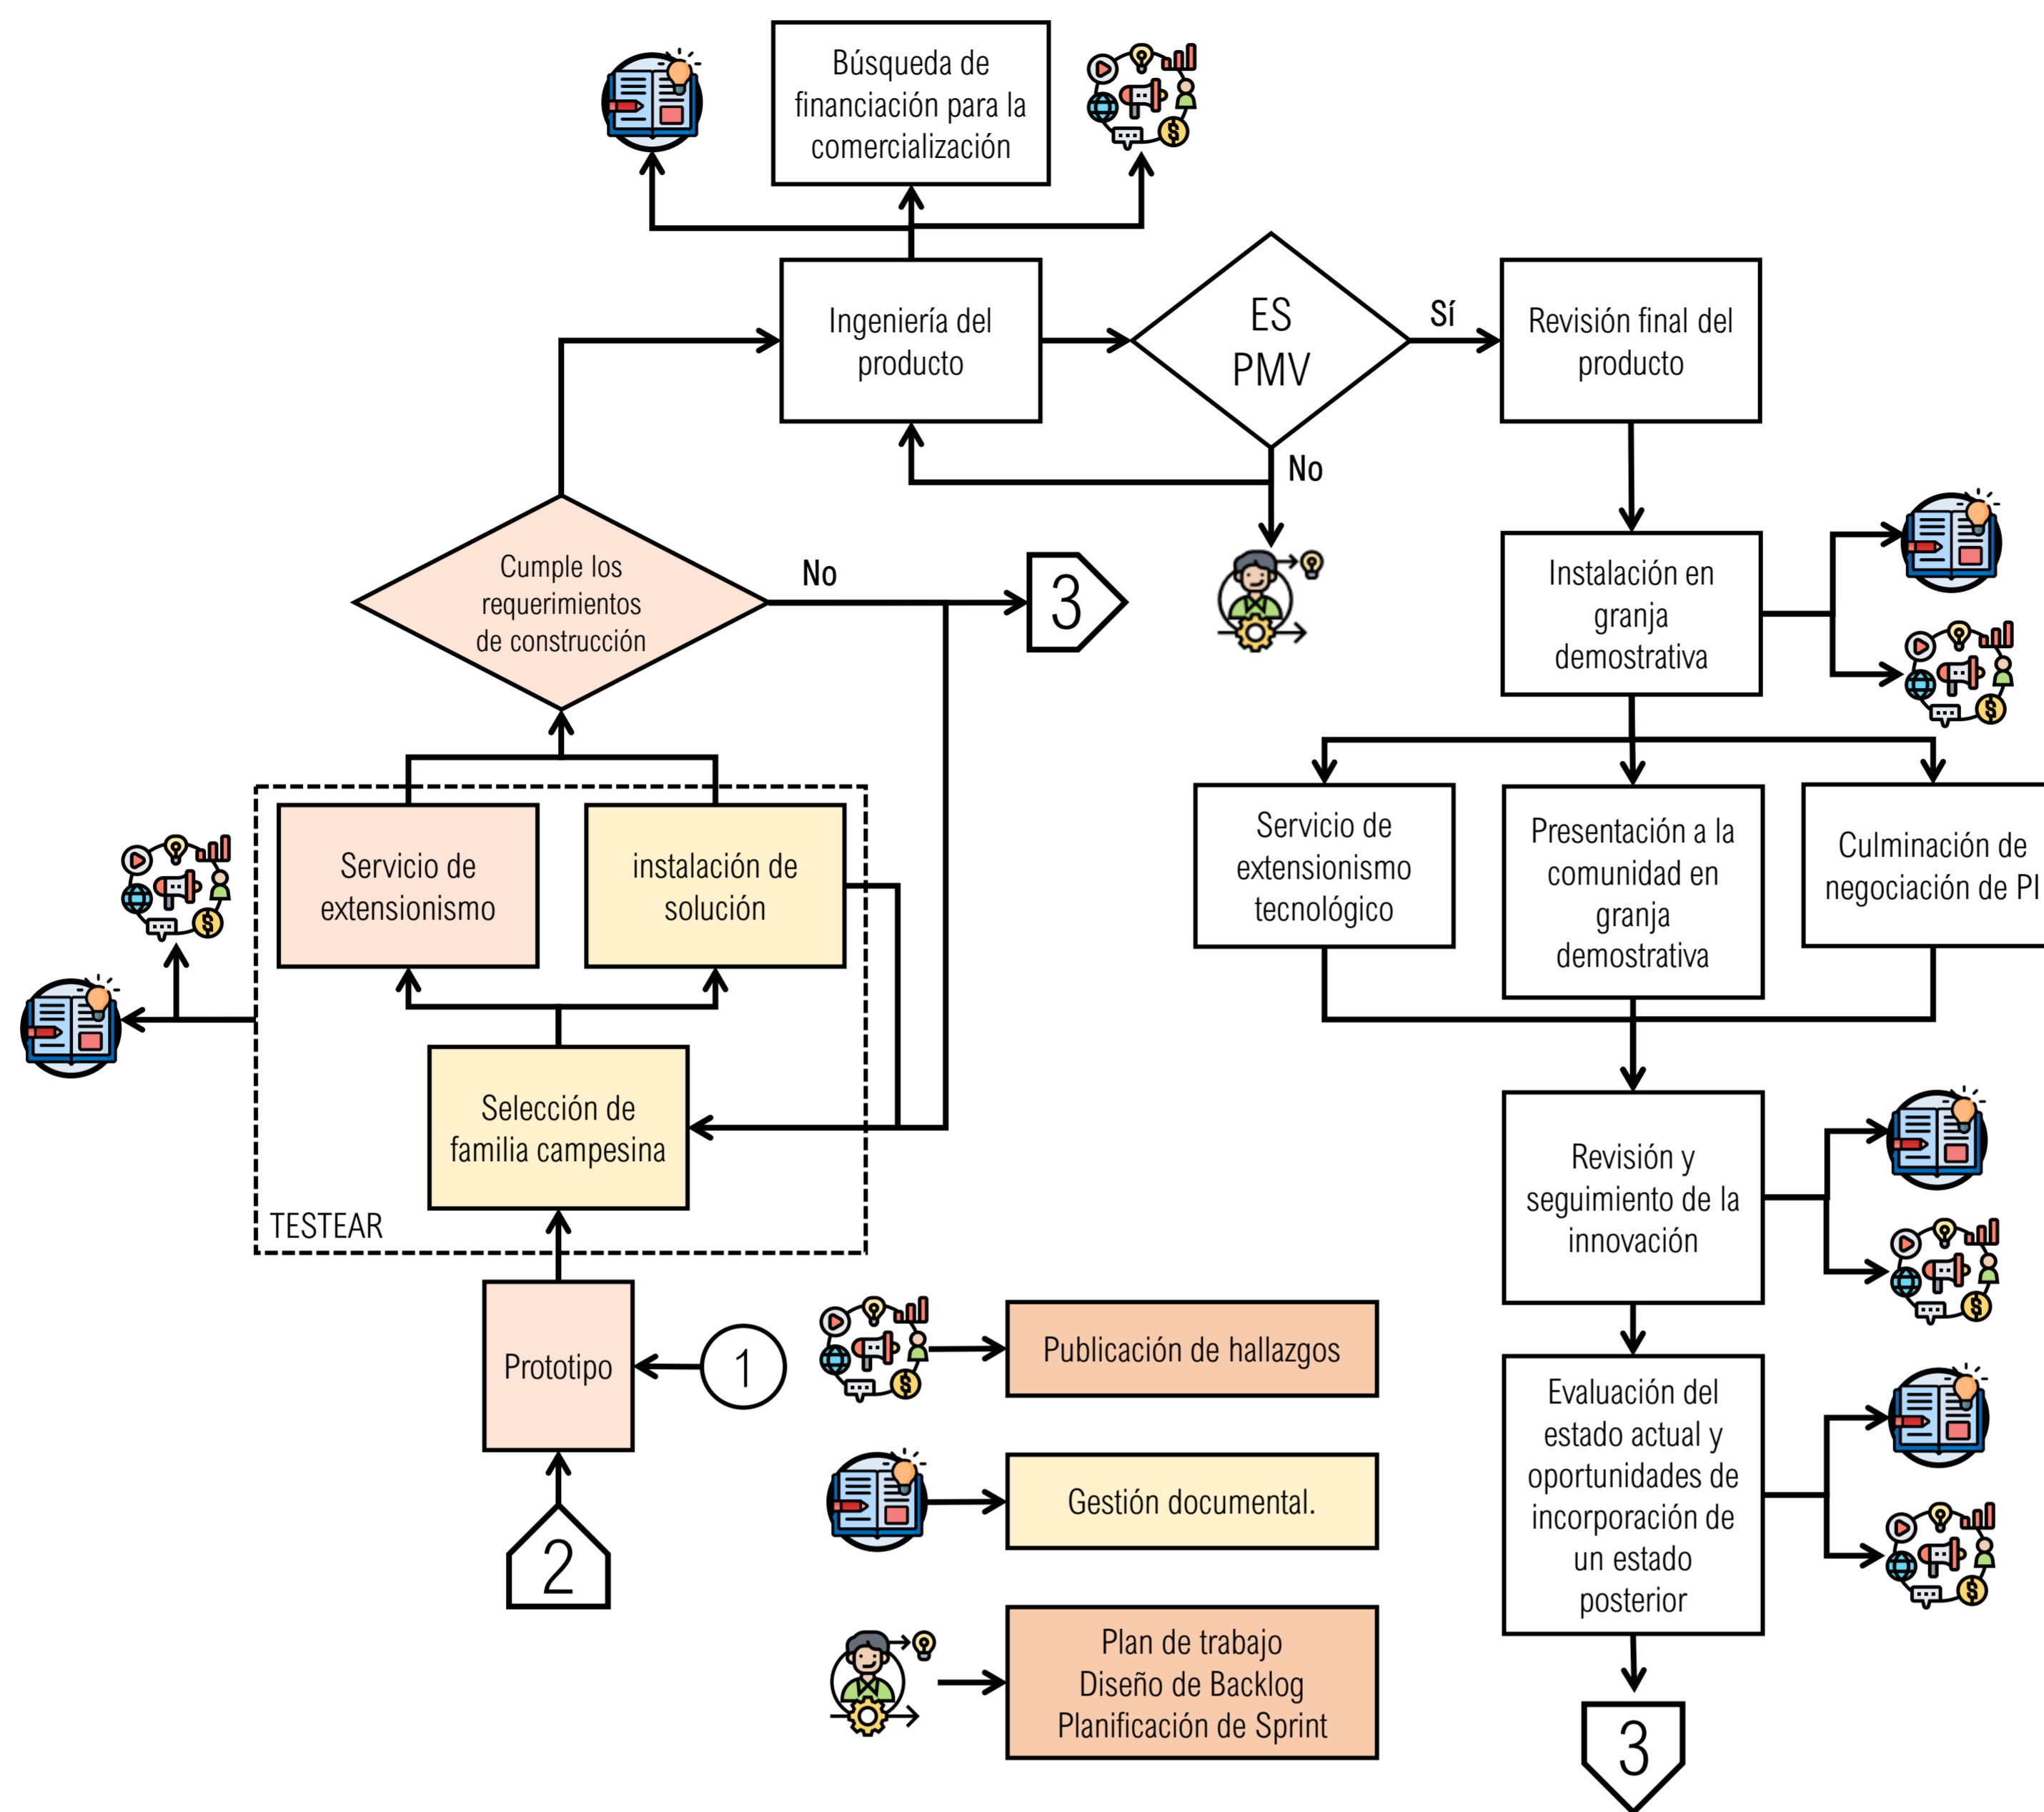 Búsqueda de
financiación para la
comercialización
Ingeniería del
producto
ES
PMV
Sí
No
Revisión final del
producto
Cumple los
requerimientos
de construcción
No
3
Instalación en
granja
demostrativa
Servicio de
extensionismo
instalación de
solución
Selección de
familia campesina
TESTEAR
Servicio de
extensionismo
tecnológico
Presentación a la
comunidad en
granja
demostrativa
Culminación de
negociación de PI
Revisión y
seguimiento de la
innovación
Prototipo
1
2
Publicación de hallazgos
Gestión documental.
Plan de trabajo
Diseño de Backlog
Planificación de Sprint
Evaluación del
estado actual y
oportunidades de
incorporación de
un estado
posterior
3